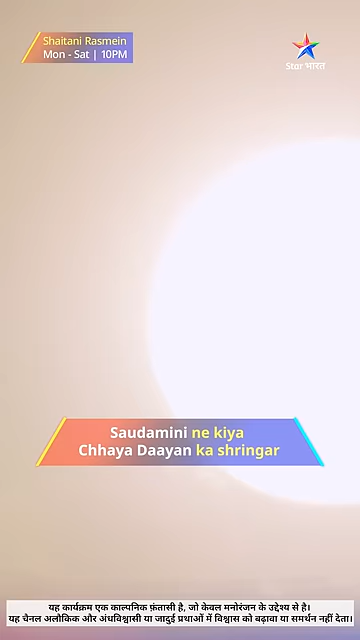 Shaitani Rasmein
Mon - Sat | 10PM
Star भारत
Saudamini ne kiya
Chhaya Daayan ka shringar
यह कार्यक्रम एक काल्पनिक फ़ंतासी है, जो केवल मनोरंजन के उद्देश्य से है।
यह चैनल अलौकिक और अंधविश्वासी या जादुई प्रथाओं में विश्वास को बढ़ावा या समर्थन नहीं देता।